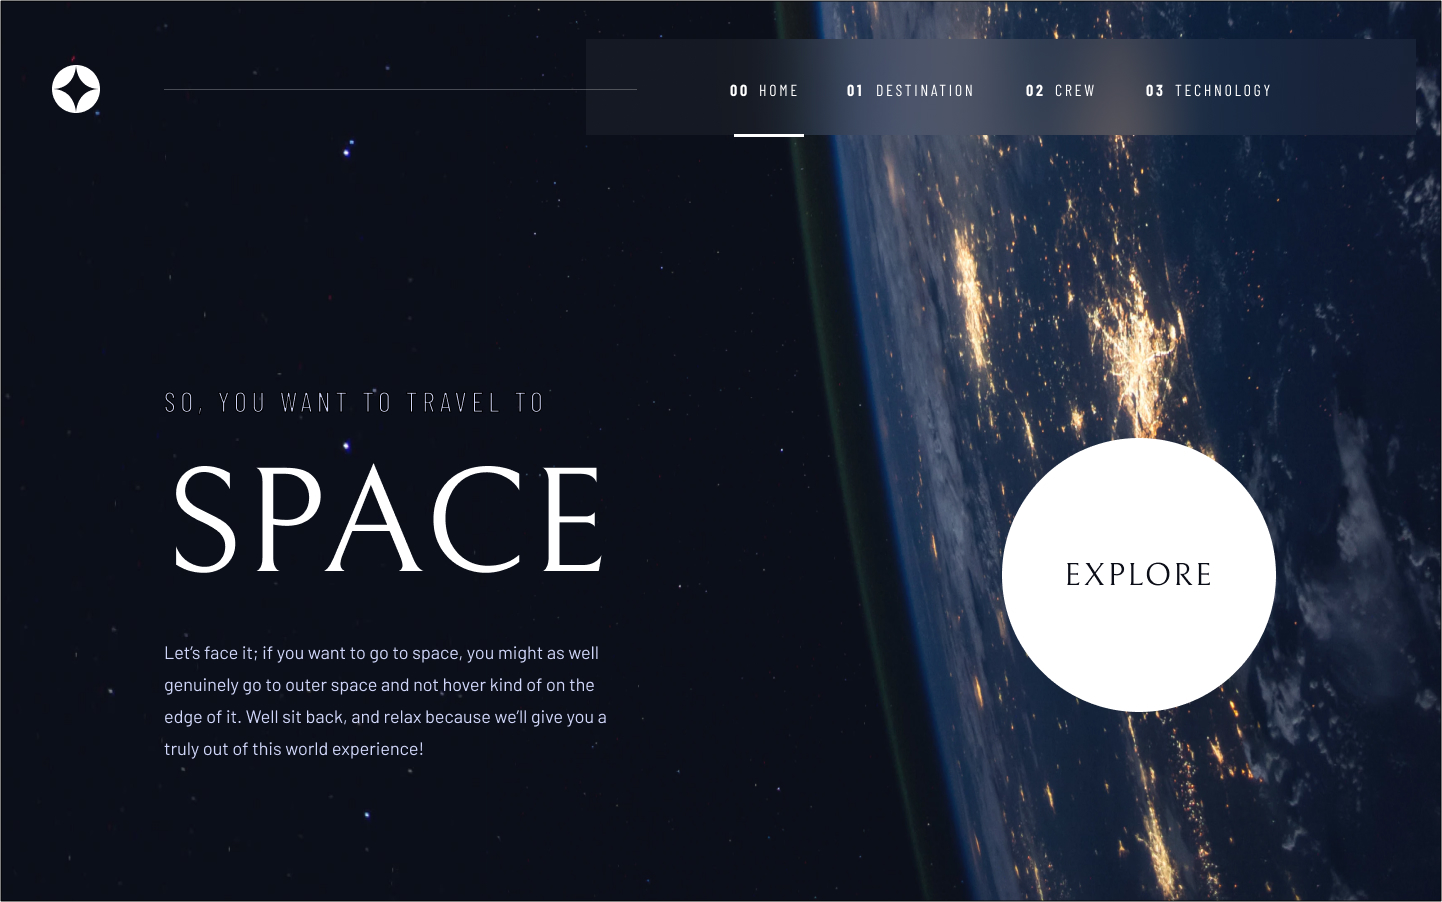 00 HOME 01 DESTINATION 02 CREW 03 TECHNOLOGY
SO, YOU WANT TO TRAVEL TO
SPACE
Let’s face it; if you want to go to space, you might as well
genuinely go to outer space and not hover kind of on the
edge of it. Well sit back, and relax because we’ll give you a
truly out of this world experience!
EXPLORE